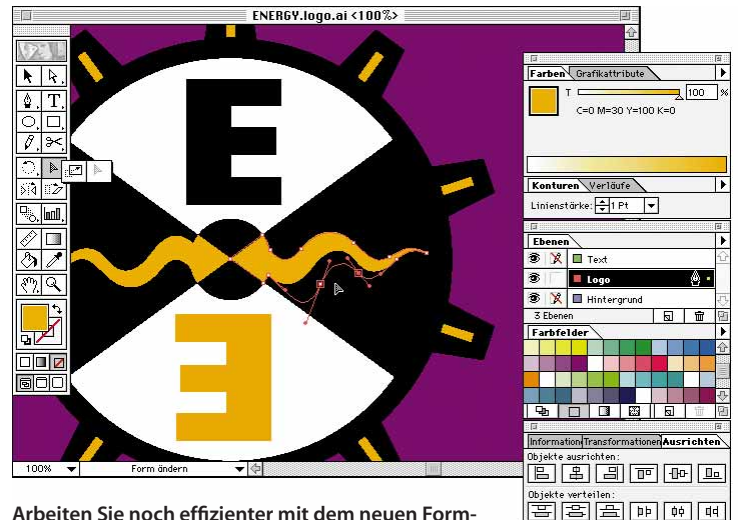 ENERGY.logo.ai <100%>
Farben Grafikattribute
T 100 %
C=0 M=30 Y=100 K=0
Konturen Verläufe
Linienstärke: 1 Pt
Ebenen
Text
Logo
Hintergrund
3 Ebenen
Farbfelder
Information Transformationen Ausrichten
Objekte ausrichten:
Objekte verteilen:
T
E
E
100% Form ändern
Arbeiten Sie noch effizienter mit dem neuen Form-